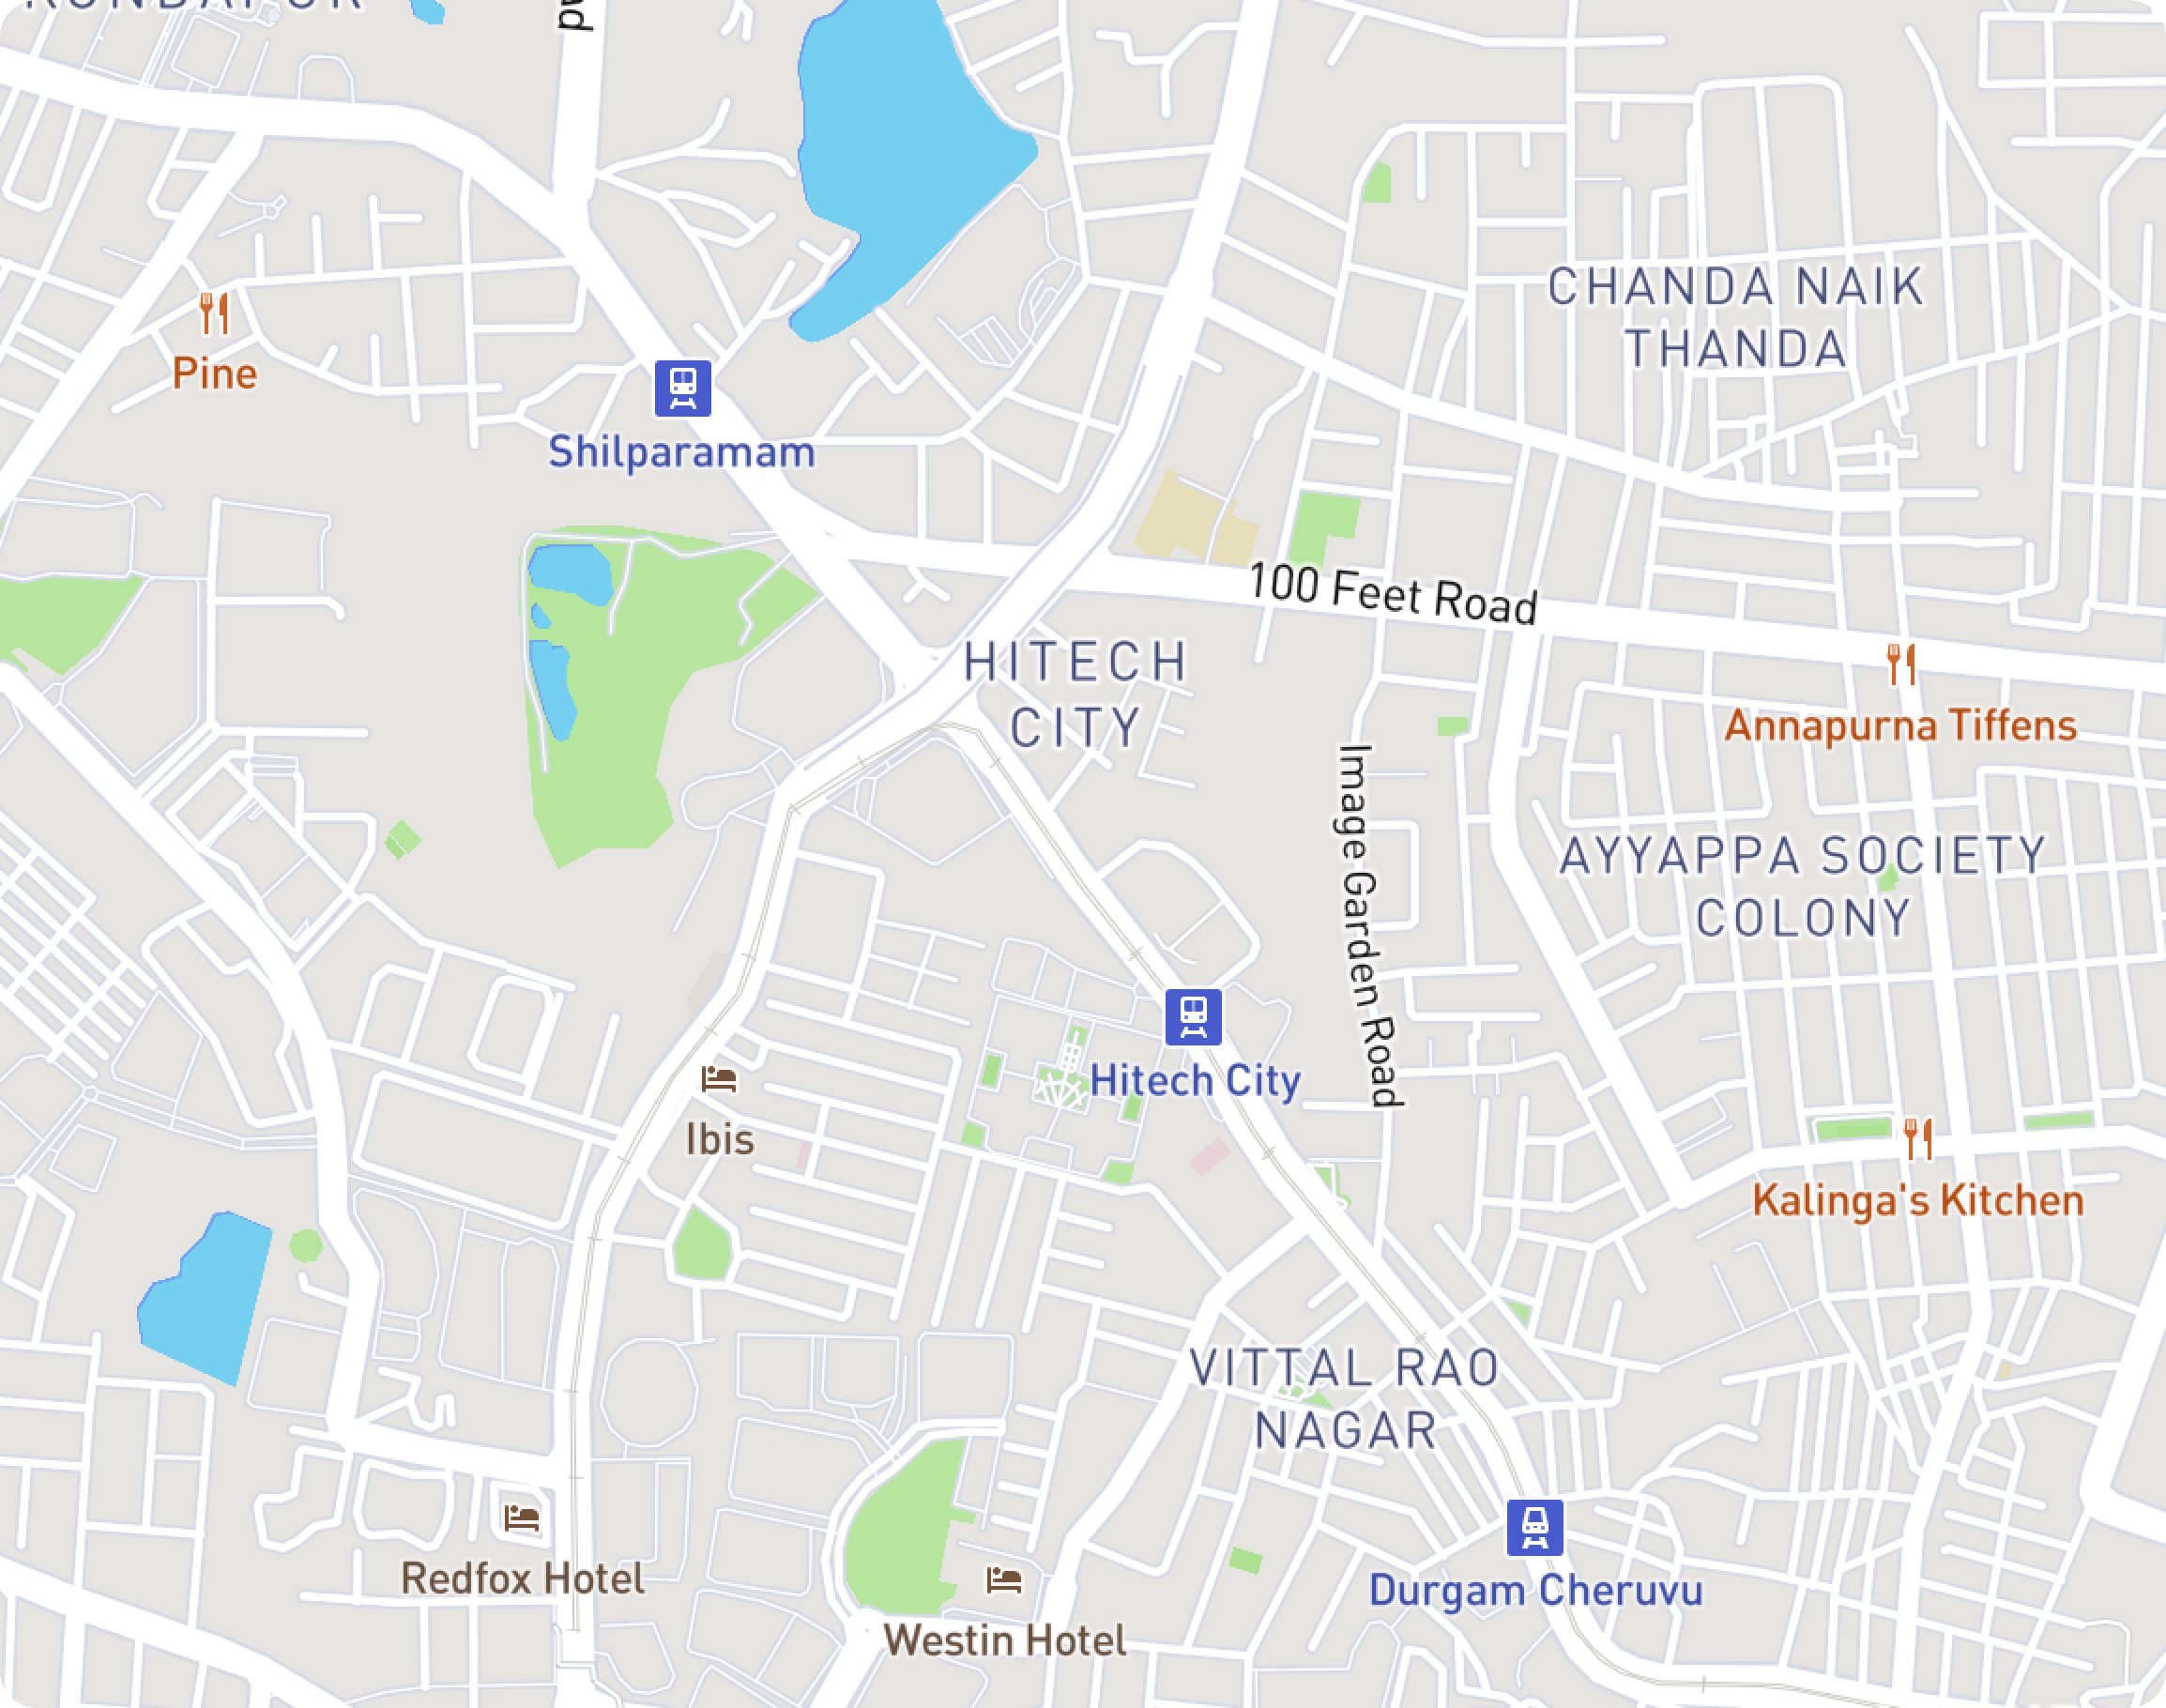 Pine
Shilparamam
CHANDA NAIK
THANDA
100 Feet Road
HITECH
CITY
Annapurna Tiffens
Image Garden Road
AYYAPPA SOCIETY
COLONY
Hitech City
Ibis
Kalinga's Kitchen
VITTAL RAO
NAGAR
Redfox Hotel
Durgam Cheruvu
Westin Hotel